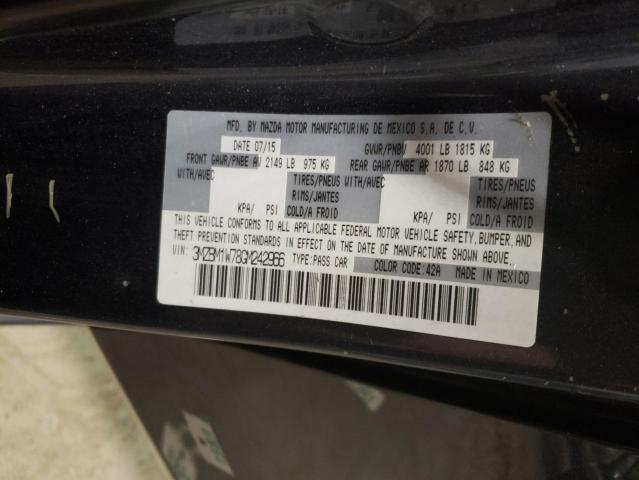 MFD. BY MAZDA MOTOR MANUFACTURING DE MEXICO S.A. DE C.V.
DATE 07/15 GVWR/PNBV 4001 LB 1815 KG
FRONT GAWR/PNBE AV 2149 LB 975 KG REAR GAWR/PNBE AR 1870 LB 848 KG
WITH/AVEC TIRES/PNEUS WITH/AVEC TIRES/PNEUS
RIMS/JANTES RIMS/JANTES
KPA/ PSI COLD/A FROID KPA/ PSI COLD/A FROID
THIS VEHICLE CONFORMS TO ALL APPLICABLE FEDERAL MOTOR VEHICLE SAFETY, BUMPER, AND
THEFT PREVENTION STANDARDS IN EFFECT ON THE DATE OF MANUFACTURE SHOWN ABOVE.
VIN: 3MZBM1W78GM242966 TYPE:PASS CAR COLOR CODE:42A MADE IN MEXICO